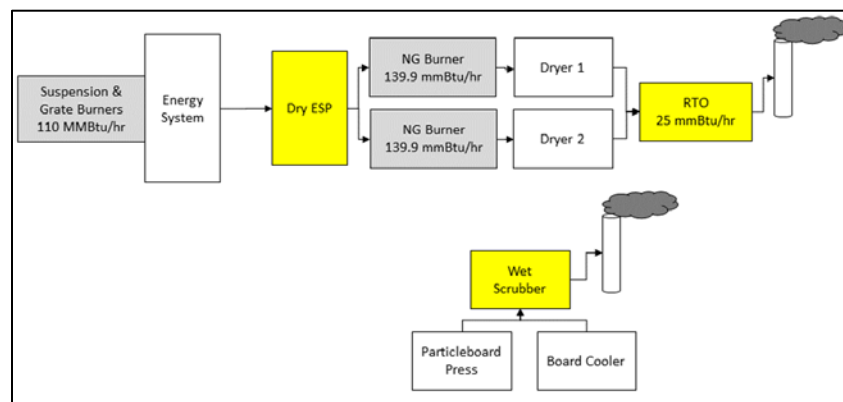 Suspension &
Grate Burners
110 MMBtu/hr
Energy
System
Dry ESP
NG Burner
139.9 mmBtu/hr
Dryer 1
NG Burner
139.9 mmBtu/hr
Dryer 2
RTO
25 mmBtu/hr
Wet
Scrubber
Particleboard
Press
Board Cooler